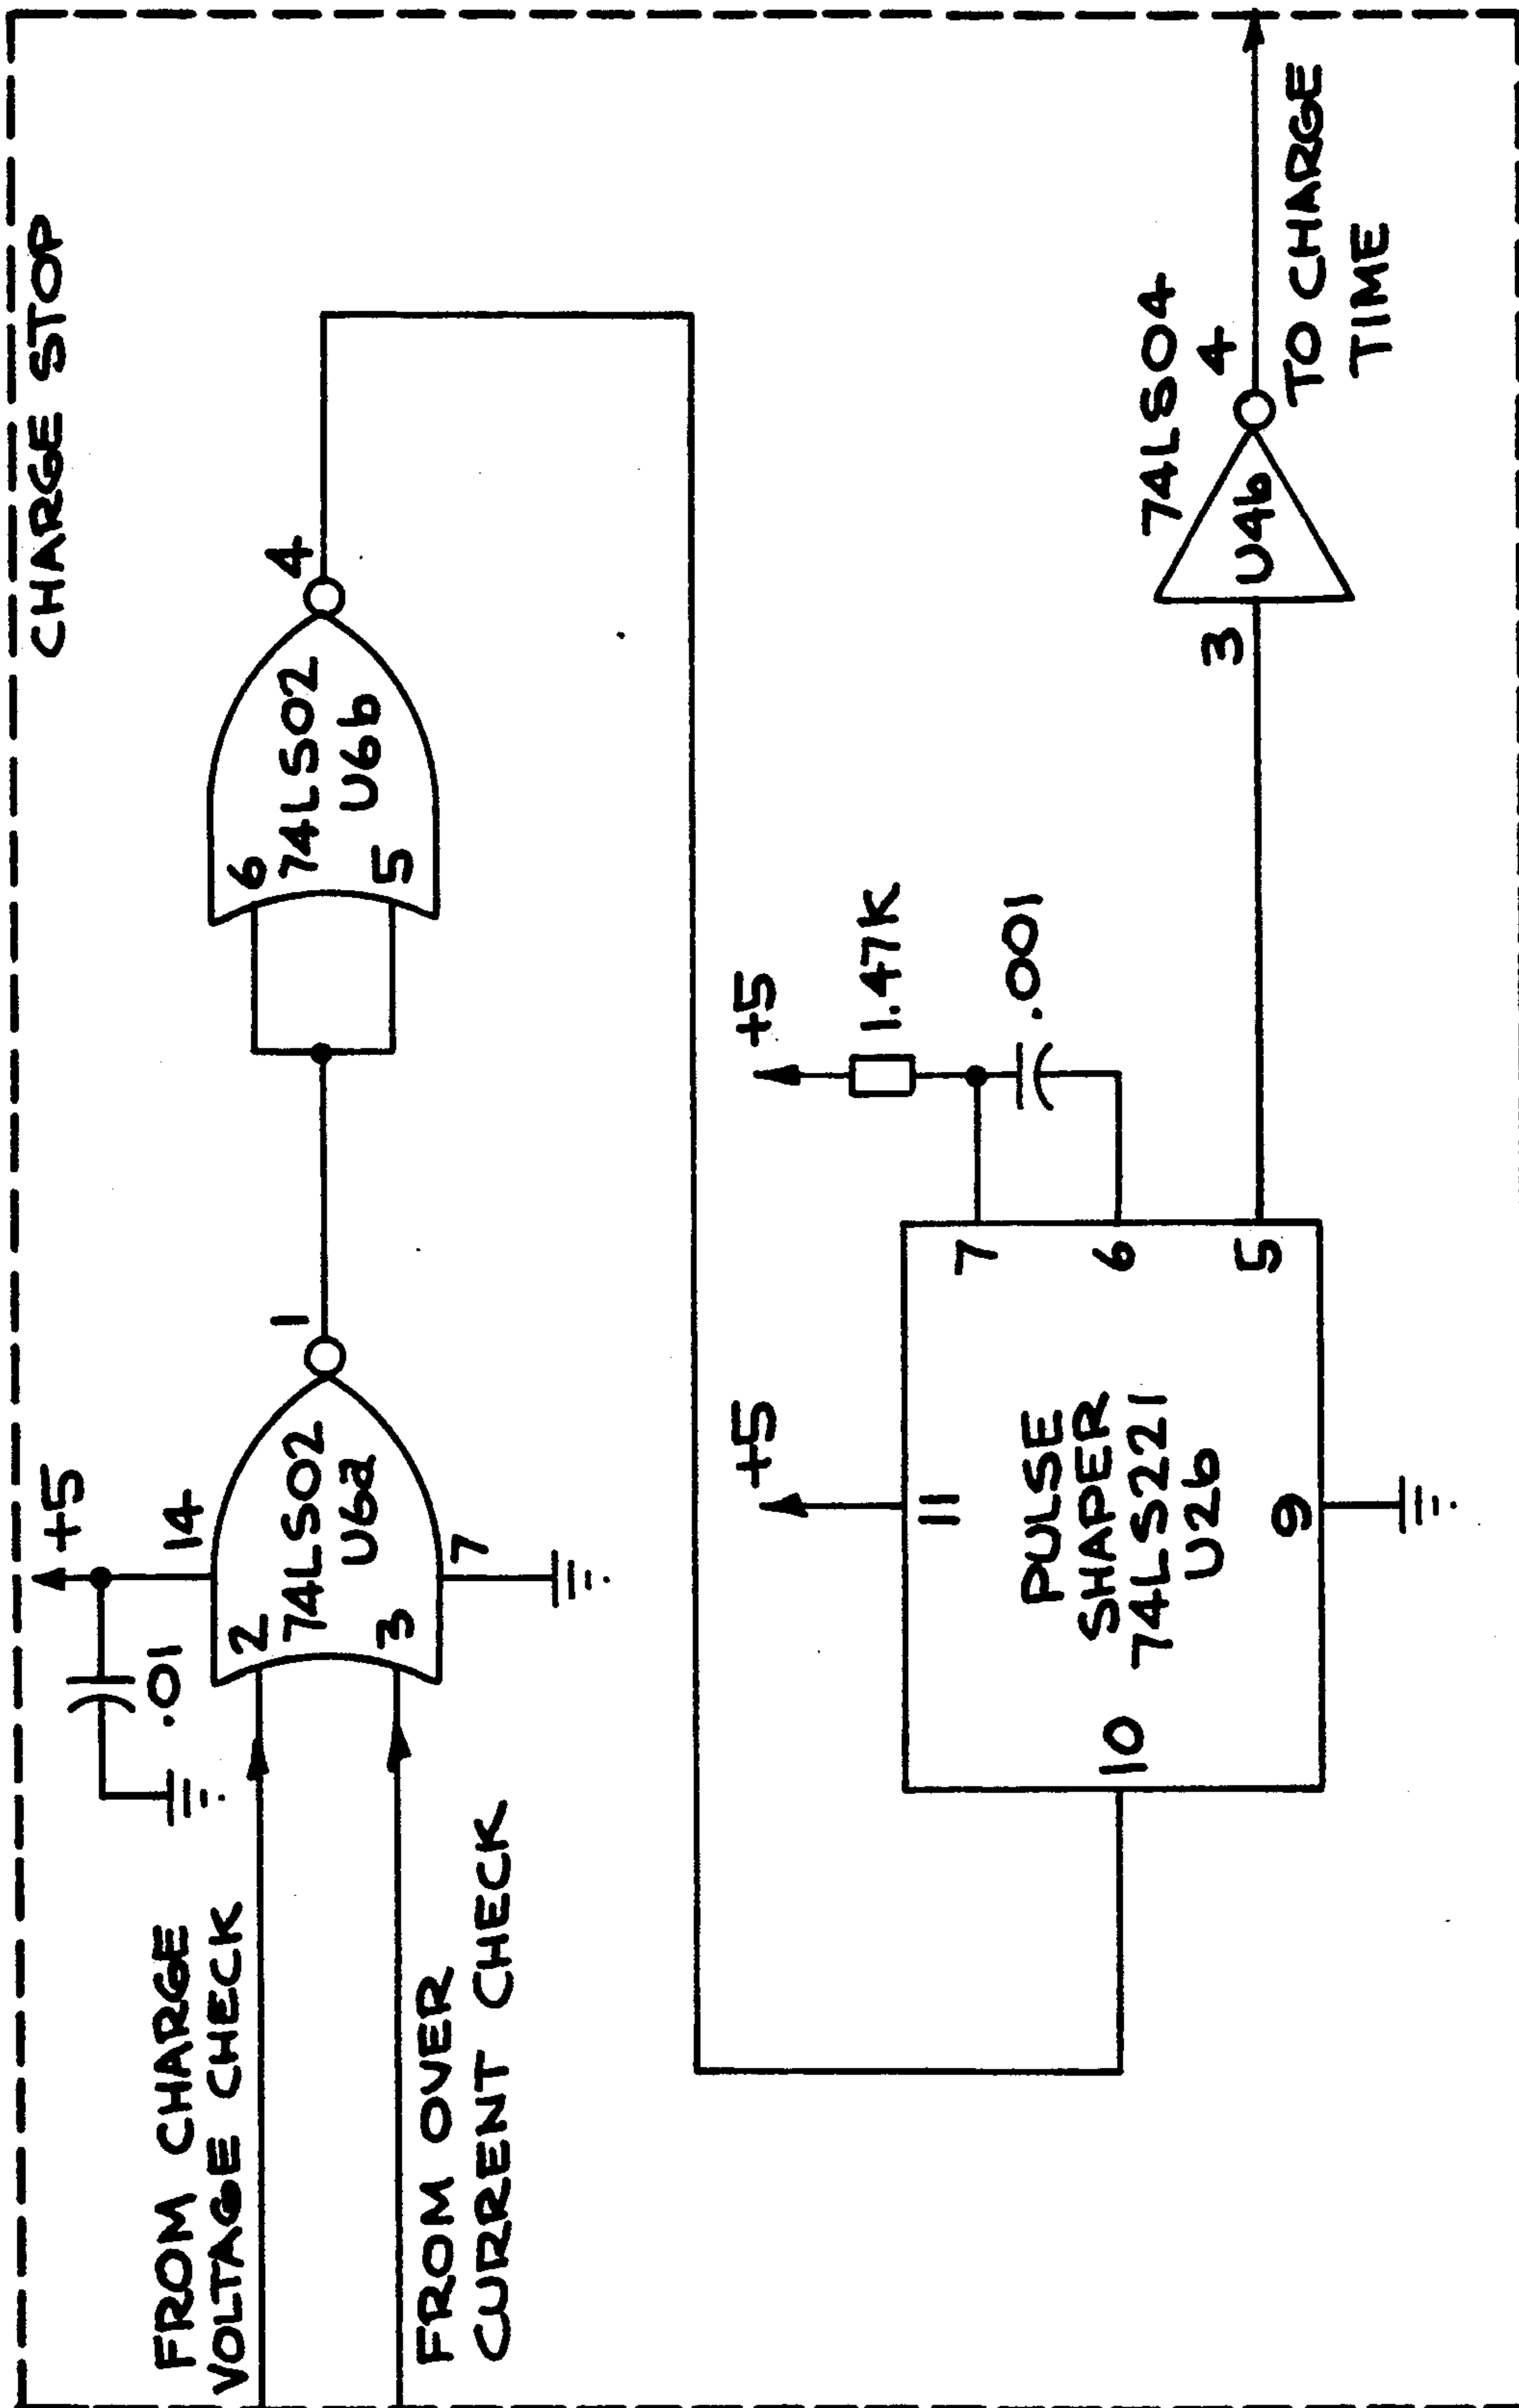 CHARGE STOP
+5
.01
14
FROM CHARGE
VOLTAGE CHECK
2
74LS02
U6a
3
1
7
FROM OVER
CURRENT CHECK
6
74LS02
U6b
5
4
+5
+5
1.47K
.001
11
7
10
PULSE
SHAPER
74LS221
U2b
6
9
5
3
74LS04
U4b
4
TO CHARGE
TIME